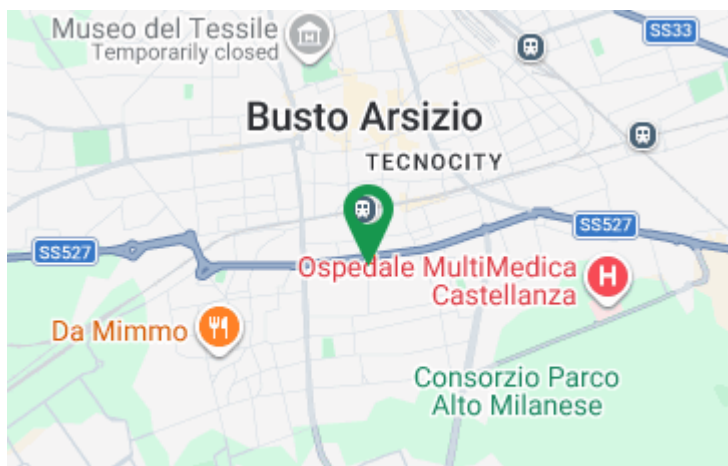 Museo del Tessile
Temporarily closed
SS33
Busto Arsizio
TECNOCITY
SS527
SS527
Ospedale MultiMedica
Castellanza
H
Da Mimmo
Consorzio Parco
Alto Milanese